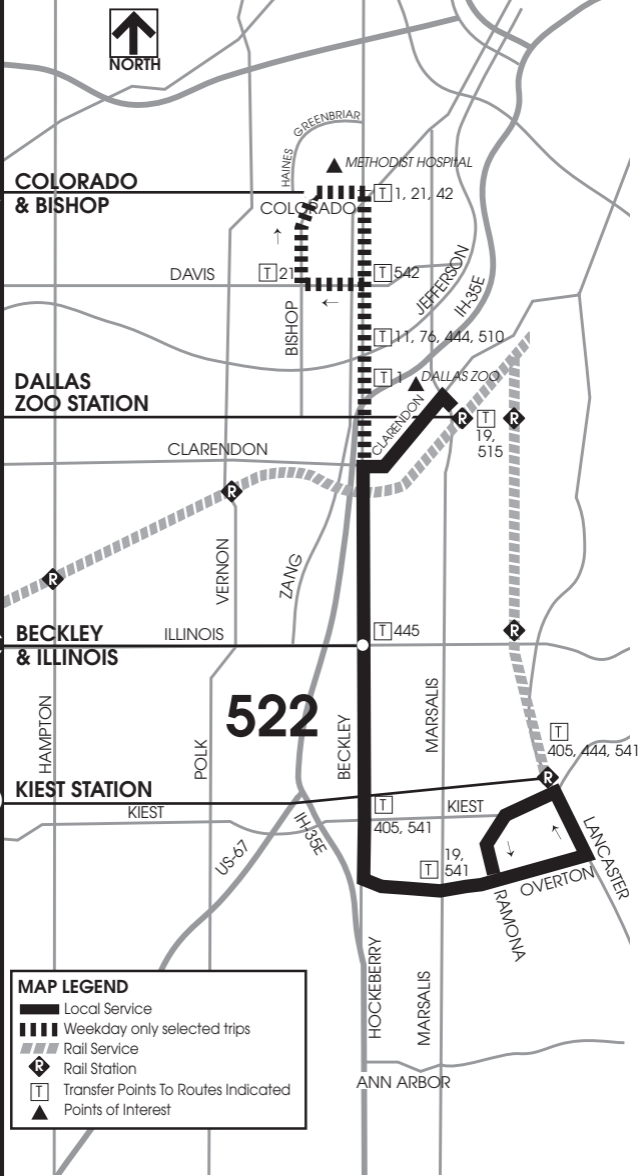 NORTH
GREENBRIAR
HAINES
METHODIST HOSPItAL
COLORADO
& BISHOP
T 1, 21, 42
COLORADO
DAVIS
T 21
T 542
JEFFERSON
IH-35E
BISHOP
T 11, 76, 444, 510
T 1
DALLAS ZOO
DALLAS
ZOO STATION
CLARENDON
R
T
R
19,
515
CLARENDON
R
R
VERNON
ZANG
BECKLEY
& ILLINOIS
ILLINOIS
T 445
R
522
HAMPTON
POLK
BECKLEY
MARSALIS
T
405, 444, 541
KIEST STATION
R
KIEST
T
405, 541
KIEST
IH-35E
US-67
LANCASTER
T
19,
541
OVERTON
RAMONA
HOCKEBERRY
MARSALIS
ANN ARBOR
MAP LEGEND
Local Service
Weekday only selected trips
Rail Service
R Rail Station
T Transfer Points To Routes Indicated
Points of Interest